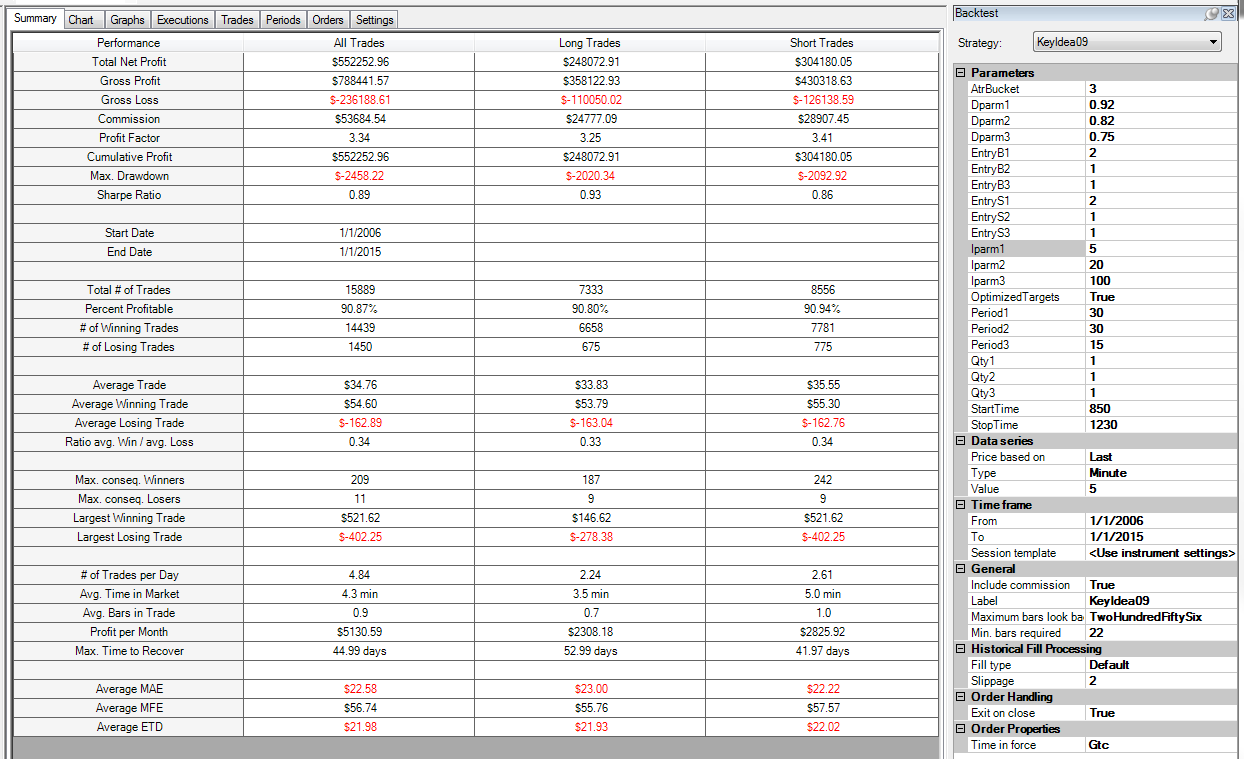 Summary Chart Graphs Executions Trades Periods Orders Settings
Performance All Trades Long Trades Short Trades
Total Net Profit $552252.96 $248072.91 $304180.05
Gross Profit $788441.57 $358122.93 $430318.63
Gross Loss $-236188.61 $-110050.02 $-126138.59
Commission $53684.54 $24777.09 $28907.45
Profit Factor 3.34 3.25 3.41
Cumulative Profit $552252.96 $248072.91 $304180.05
Max. Drawdown $-2458.22 $-2020.34 $-2092.92
Sharpe Ratio 0.89 0.93 0.86
Start Date 1/1/2006
End Date 1/1/2015
Total # of Trades 15889 7333 8556
Percent Profitable 90.87% 90.80% 90.94%
# of Winning Trades 14439 6658 7781
# of Losing Trades 1450 675 775
Average Trade $34.76 $33.83 $35.55
Average Winning Trade $54.60 $53.79 $55.30
Average Losing Trade $-162.89 $-163.04 $-162.76
Ratio avg. Win / avg. Loss 0.34 0.33 0.34
Max. conseq. Winners 209 187 242
Max. conseq. Losers 11 9 9
Largest Winning Trade $521.62 $146.62 $521.62
Largest Losing Trade $-402.25 $-278.38 $-402.25
# of Trades per Day 4.84 2.24 2.61
Avg. Time in Market 4.3 min 3.5 min 5.0 min
Avg. Bars in Trade 0.9 0.7 1.0
Profit per Month $5130.59 $2308.18 $2825.92
Max. Time to Recover 44.99 days 52.99 days 41.97 days
Average MAE $22.58 $23.00 $22.22
Average MFE $56.74 $55.76 $57.57
Average ETD $21.98 $21.93 $22.02
Backtest
Strategy: KeyIdea09
Parameters
AtrBucket 3
Dparm1 0.92
Dparm2 0.82
Dparm3 0.75
EntryB1 2
EntryB2 1
EntryB3 1
EntryS1 2
EntryS2 1
EntryS3 1
Iparm1 5
Iparm2 20
Iparm3 100
OptimizedTargets True
Period1 30
Period2 30
Period3 15
Qty1 1
Qty2 1
Qty3 1
StartTime 850
StopTime 1230
Data series
Price based on Last
Type Minute
Value 5
Time frame
From 1/1/2006
To 1/1/2015
Session template <Use instrument settings>
General
Include commission True
Label KeyIdea09
Maximum bars look ba TwoHundredFiftySix
Min. bars required 22
Historical Fill Processing
Fill type Default
Slippage 2
Order Handling
Exit on close True
Order Properties
Time in force Gtc